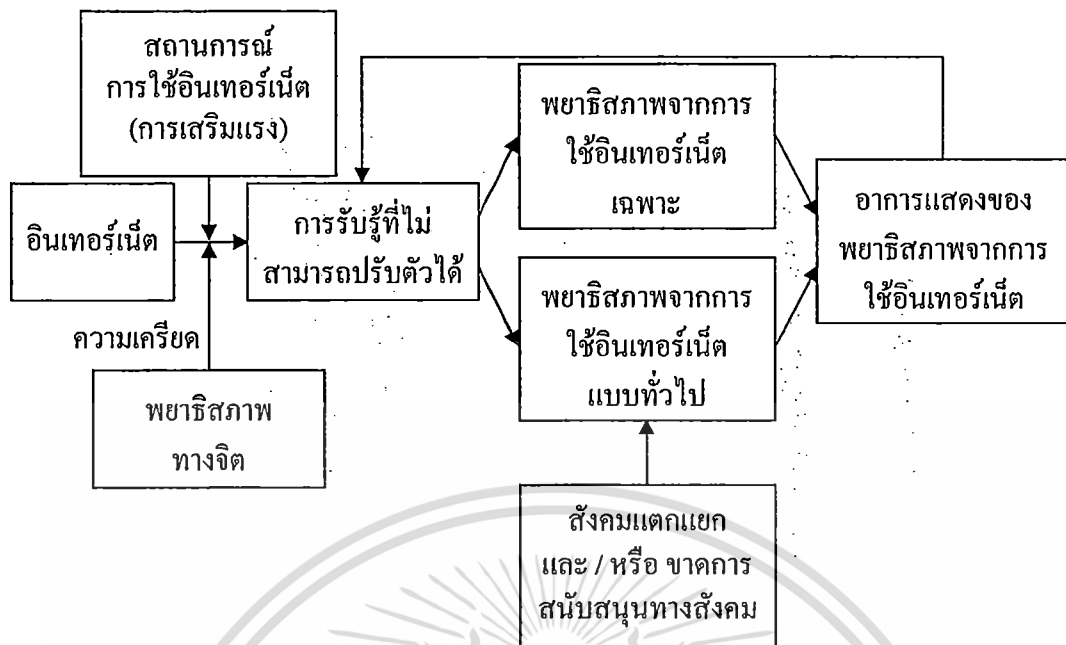 สถานการณ์
การใช้อินเทอร์เน็ต
(การเสริมแรง)
อินเทอร์เน็ต
ความเครียด
พยาธิสภาพ
ทางจิต
การรับรู้ที่ไม่
สามารถปรับตัวได้
พยาธิสภาพจากการ
ใช้อินเทอร์เน็ต
เฉพาะ
พยาธิสภาพจากการ
ใช้อินเทอร์เน็ต
แบบทั่วไป
สังคมแตกแยก
และ / หรือ ขาดการ
สนับสนุนทางสังคม
อาการแสดงของ
พยาธิสภาพจากการ
ใช้อินเทอร์เน็ต